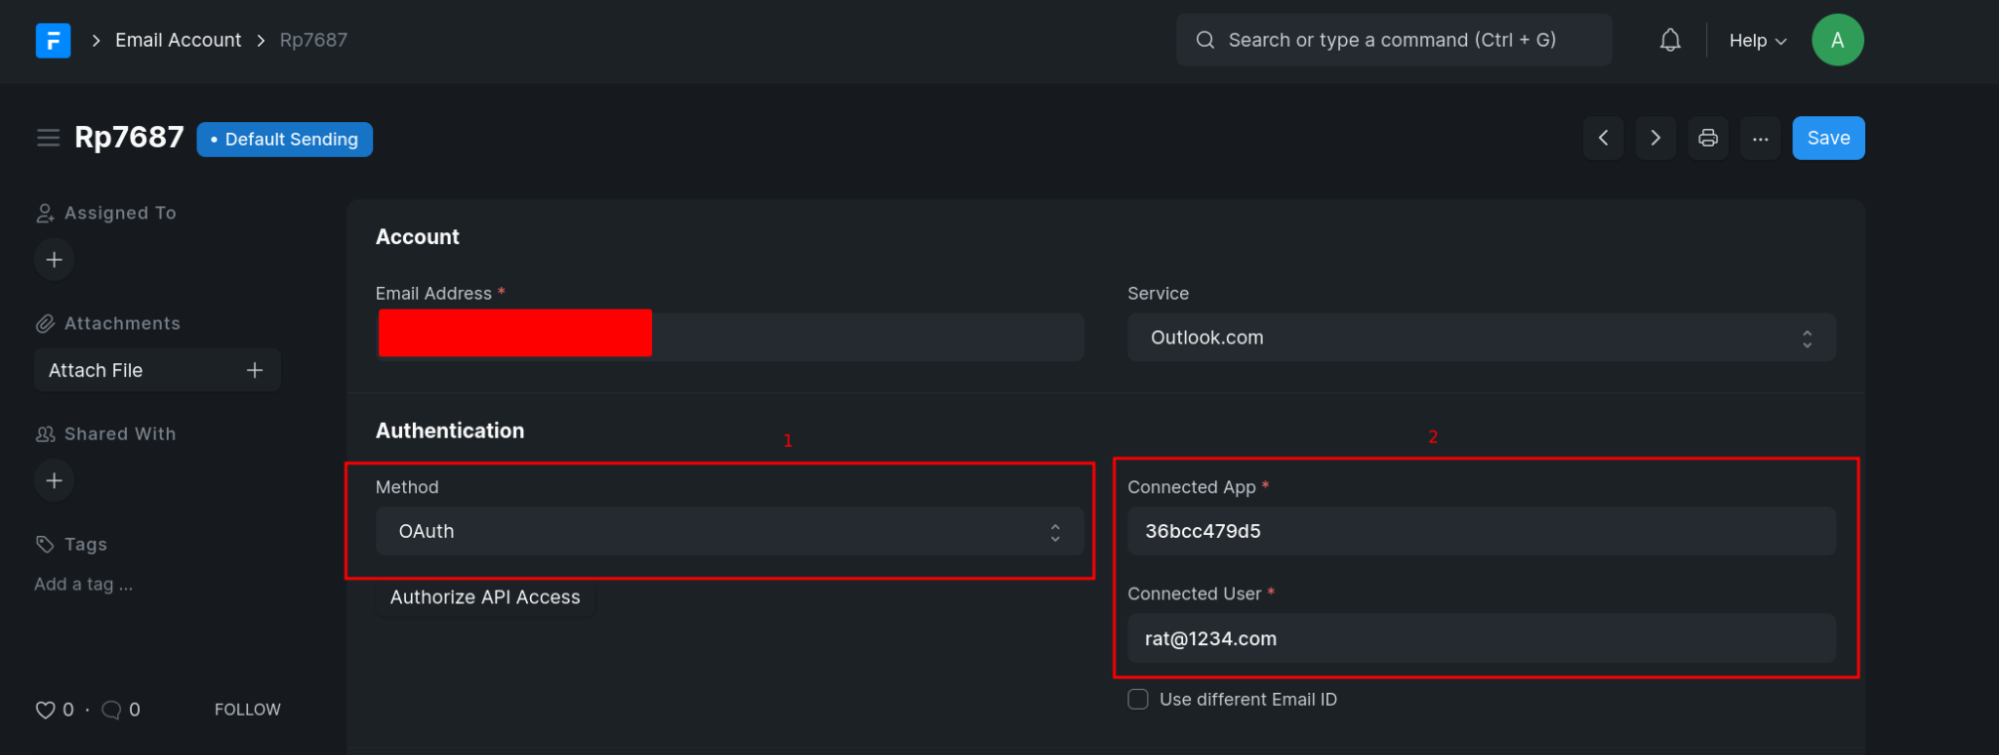 F > Email Account > Rp7687
Search or type a command (Ctrl + G)
Help
A
Rp7687
• Default Sending
...
Save
Assigned To
+
Attachments
Attach File +
Shared With
+
Tags
Add a tag ...
0 · 0 FOLLOW
Account
Email Address *
Service
Outlook.com
Authentication
1
2
Method
OAuth
Authorize API Access
Connected App *
36bcc479d5
Connected User *
rat@1234.com
Use different Email ID